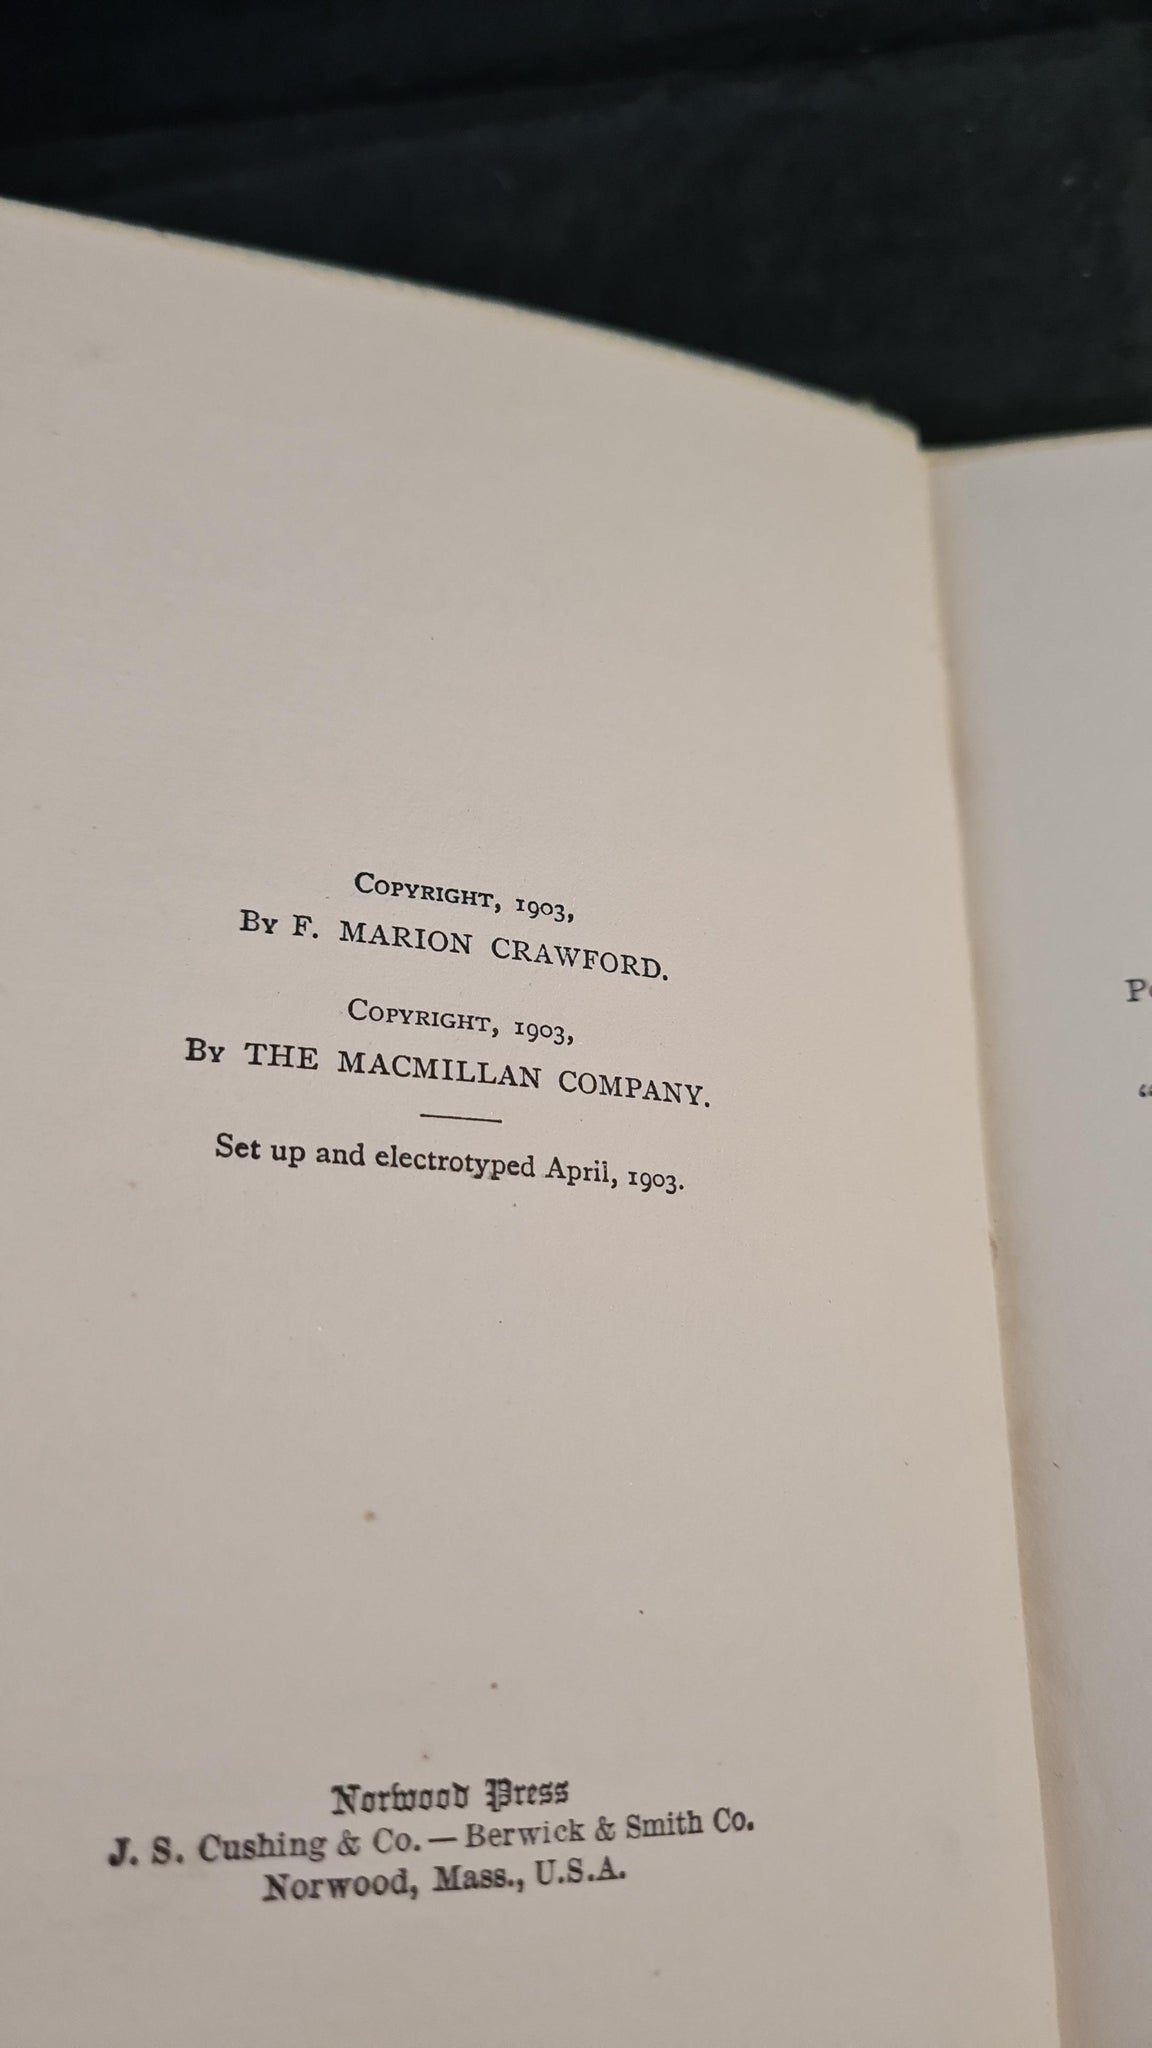 Copyright, 1903,
By F. MARION CRAWFORD.
Copyright, 1903,
By THE MACMILLAN COMPANY.
Set up and electrotyped April, 1903.
Norwood Press
J. S. Cushing & Co. — Berwick & Smith Co.
Norwood, Mass., U.S.A.